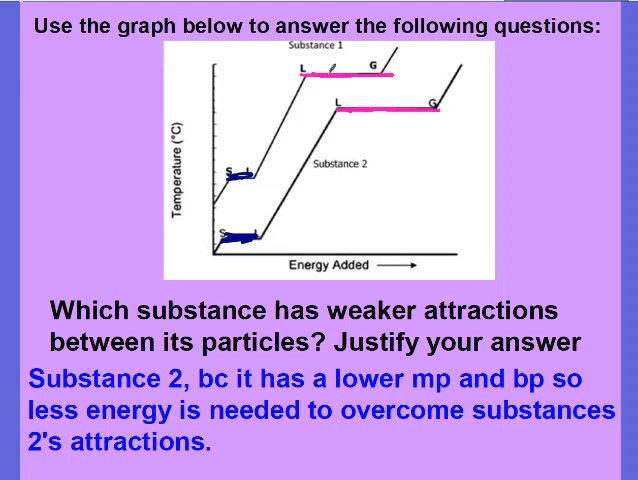 Use the graph below to answer the following questions:
Substance 1
L G
S L
L G
Substance 2
S L
Temperature (°C)
Energy Added
Which substance has weaker attractions
between its particles? Justify your answer
Substance 2, bc it has a lower mp and bp so
less energy is needed to overcome substances
2's attractions.